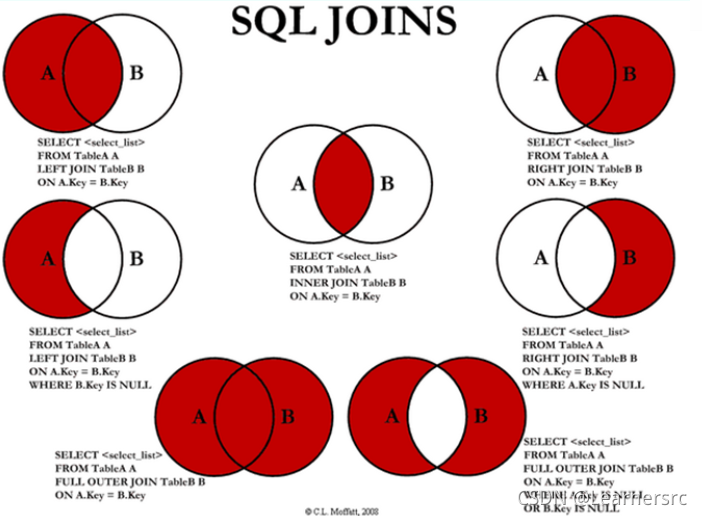 SQL JOINS
A B
SELECT <select_list>
FROM TableA A
LEFT JOIN TableB B
ON A.Key = B.Key
A B
SELECT <select_list>
FROM TableA A
RIGHT JOIN TableB B
ON A.Key = B.Key
A B
SELECT <select_list>
FROM TableA A
INNER JOIN TableB B
ON A.Key = B.Key
A B
SELECT <select_list>
FROM TableA A
LEFT JOIN TableB B
ON A.Key = B.Key
WHERE B.Key IS NULL
A B
SELECT <select_list>
FROM TableA A
RIGHT JOIN TableB B
ON A.Key = B.Key
WHERE A.Key IS NULL
A B
SELECT <select_list>
FROM TableA A
FULL OUTER JOIN TableB B
ON A.Key = B.Key
A B
SELECT <select_list>
FROM TableA A
FULL OUTER JOIN TableB B
ON A.Key = B.Key
WHERE A.Key IS NULL
OR B.Key IS NULL
© C.L. Moffatt, 2008
CSDN @Learnersrc